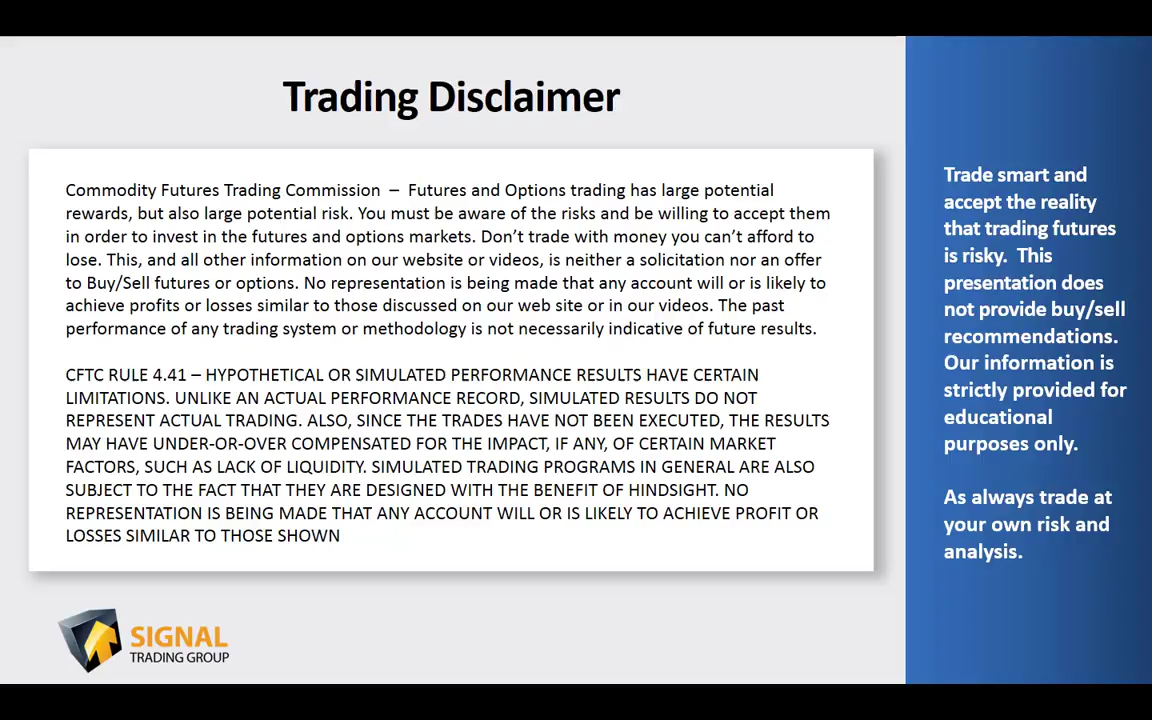 Trading Disclaimer
Commodity Futures Trading Commission – Futures and Options trading has large potential
rewards, but also large potential risk. You must be aware of the risks and be willing to accept them
in order to invest in the futures and options markets. Don’t trade with money you can’t afford to
lose. This, and all other information on our website or videos, is neither a solicitation nor an offer
to Buy/Sell futures or options. No representation is being made that any account will or is likely to
achieve profits or losses similar to those discussed on our web site or in our videos. The past
performance of any trading system or methodology is not necessarily indicative of future results.
CFTC RULE 4.41 – HYPOTHETICAL OR SIMULATED PERFORMANCE RESULTS HAVE CERTAIN
LIMITATIONS. UNLIKE AN ACTUAL PERFORMANCE RECORD, SIMULATED RESULTS DO NOT
REPRESENT ACTUAL TRADING. ALSO, SINCE THE TRADES HAVE NOT BEEN EXECUTED, THE RESULTS
MAY HAVE UNDER-OR-OVER COMPENSATED FOR THE IMPACT, IF ANY, OF CERTAIN MARKET
FACTORS, SUCH AS LACK OF LIQUIDITY. SIMULATED TRADING PROGRAMS IN GENERAL ARE ALSO
SUBJECT TO THE FACT THAT THEY ARE DESIGNED WITH THE BENEFIT OF HINDSIGHT. NO
REPRESENTATION IS BEING MADE THAT ANY ACCOUNT WILL OR IS LIKELY TO ACHIEVE PROFIT OR
LOSSES SIMILAR TO THOSE SHOWN
SIGNAL
TRADING GROUP
Trade smart and
accept the reality
that trading futures
is risky. This
presentation does
not provide buy/sell
recommendations.
Our information is
strictly provided for
educational
purposes only.
As always trade at
your own risk and
analysis.